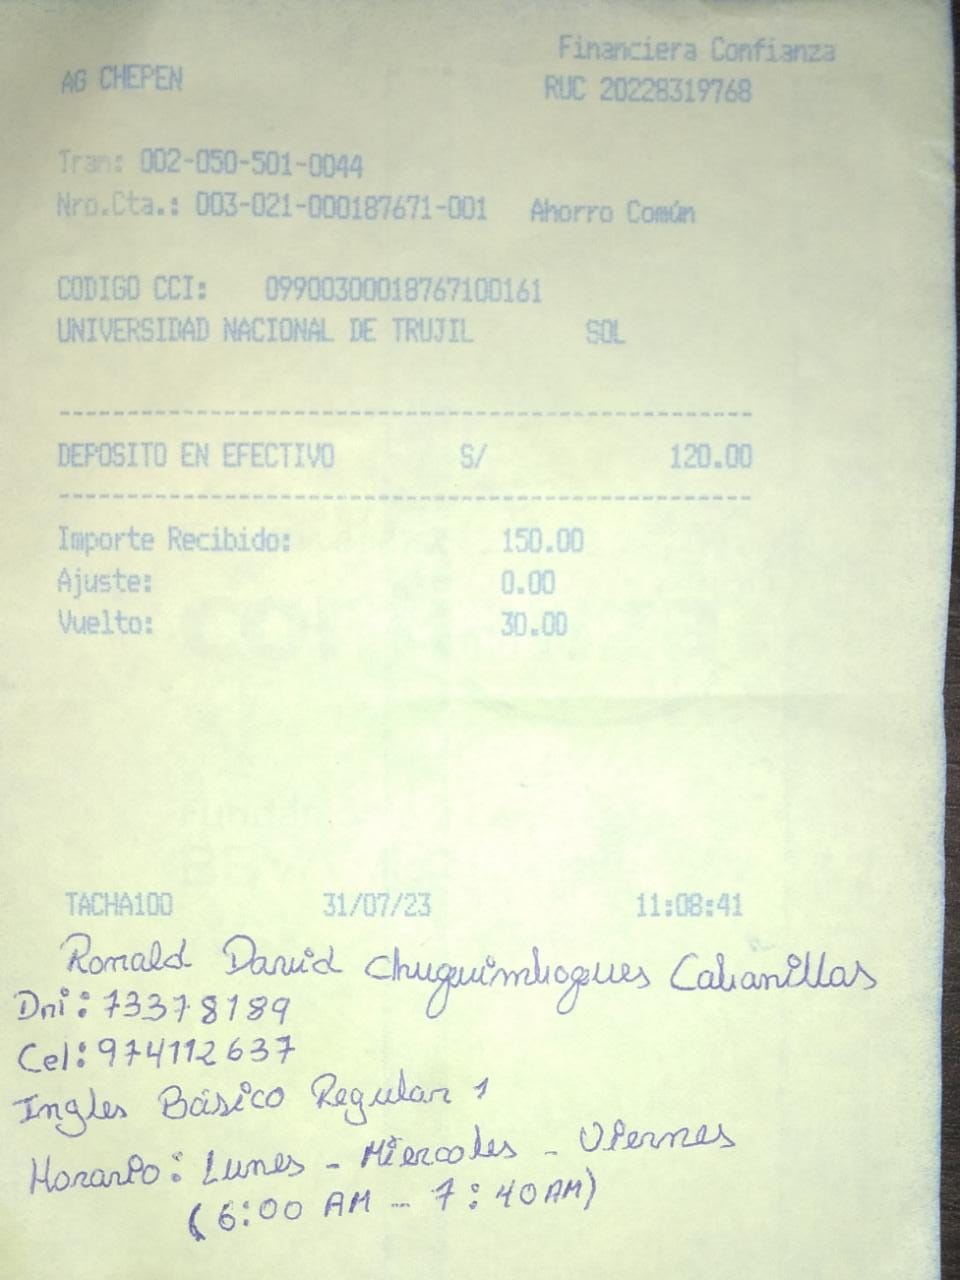 Financiera Confianza
AG CHEPEN
RUC 20228319768
Tran: 002-050-501-0044
Nro.Cta.: 003-021-000187671-001 Ahorro Común
CODIGO CCI: 09900300018767100161
UNIVERSIDAD NACIONAL DE TRUJIL SOL
DEPOSITO EN EFECTIVO S/ 120.00
Importe Recibido: 150.00
Ajuste: 0.00
Vuelto: 30.00
TACHA100 31/07/23 11:08:41
Ronald David Chuquimboques Cabanillas
Dni: 73378189
Cel: 974112637
Ingles Básico Regular 1
Horario: Lunes - Miercoles - Viernes
(6:00 AM - 7:40 AM)